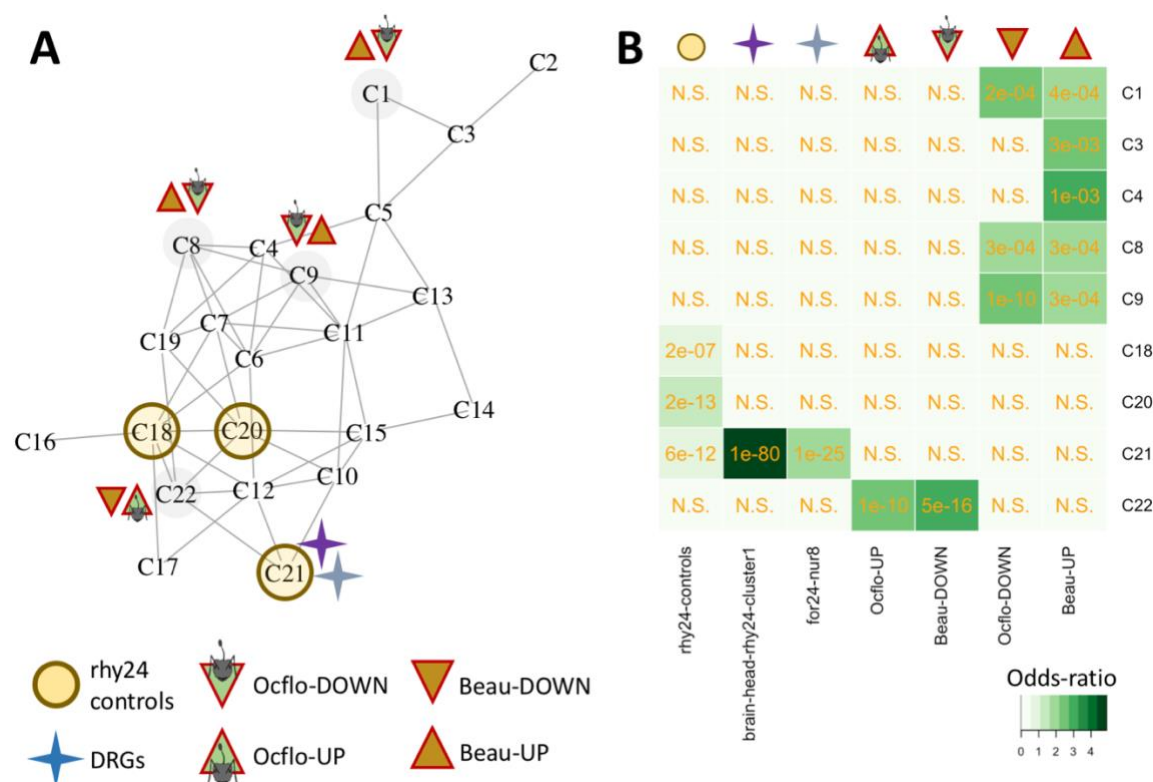 A
C1
C2
C3
C5
C8
C4
C9
C13
C7
C11
C19
C6
C14
C16
C18
C20
C15
C22
C12
C10
C17
C21
rhy24
controls
Ocflo-DOWN
Beau-DOWN
DRGs
Ocflo-UP
Beau-UP
B
N.S. N.S. N.S. N.S. N.S. 2e-04 4e-04 C1
N.S. N.S. N.S. N.S. N.S. N.S. 3e-03 C3
N.S. N.S. N.S. N.S. N.S. N.S. 1e-03 C4
N.S. N.S. N.S. N.S. N.S. 3e-04 3e-04 C8
N.S. N.S. N.S. N.S. N.S. 1e-10 3e-04 C9
2e-07 N.S. N.S. N.S. N.S. N.S. N.S. C18
2e-13 N.S. N.S. N.S. N.S. N.S. N.S. C20
6e-12 1e-80 1e-25 N.S. N.S. N.S. N.S. C21
N.S. N.S. N.S. 1e-10 5e-16 N.S. N.S. C22
rhy24-controls
brain-head-rhy24-cluster1
for24-nur8
Ocflo-UP
Beau-DOWN
Ocflo-DOWN
Beau-UP
Odds-ratio
0 1 2 3 4